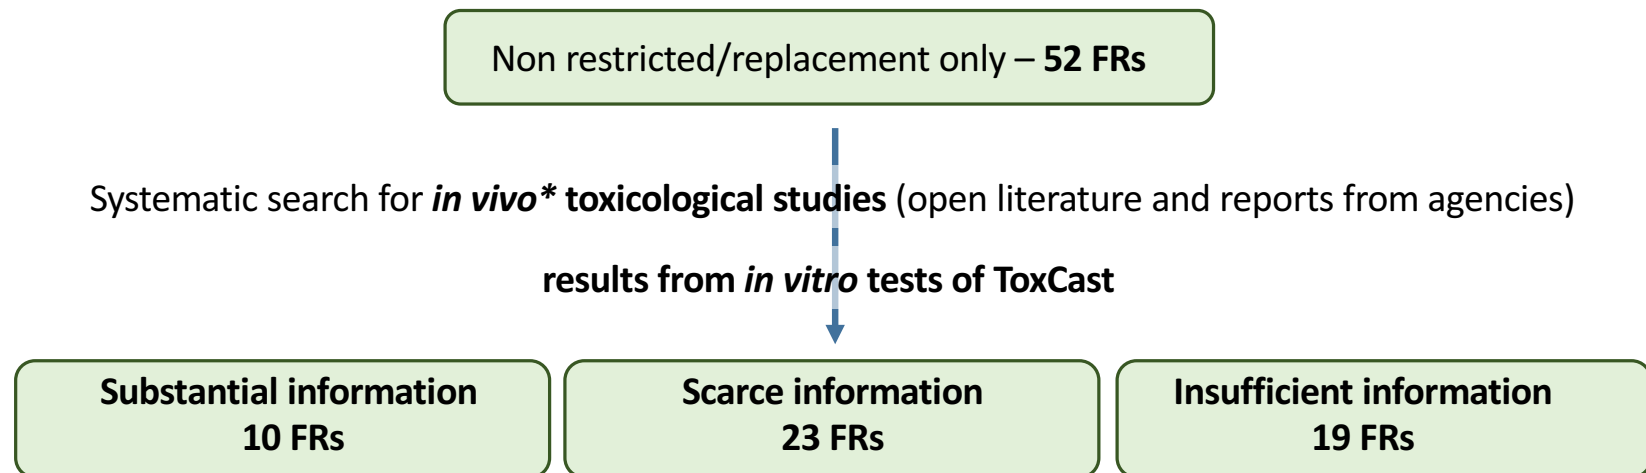 Non restricted/replacement only – 52 FRs
Systematic search for in vivo* toxicological studies (open literature and reports from agencies)
results from in vitro tests of ToxCast
Substantial information
10 FRs
Scarce information
23 FRs
Insufficient information
19 FRs